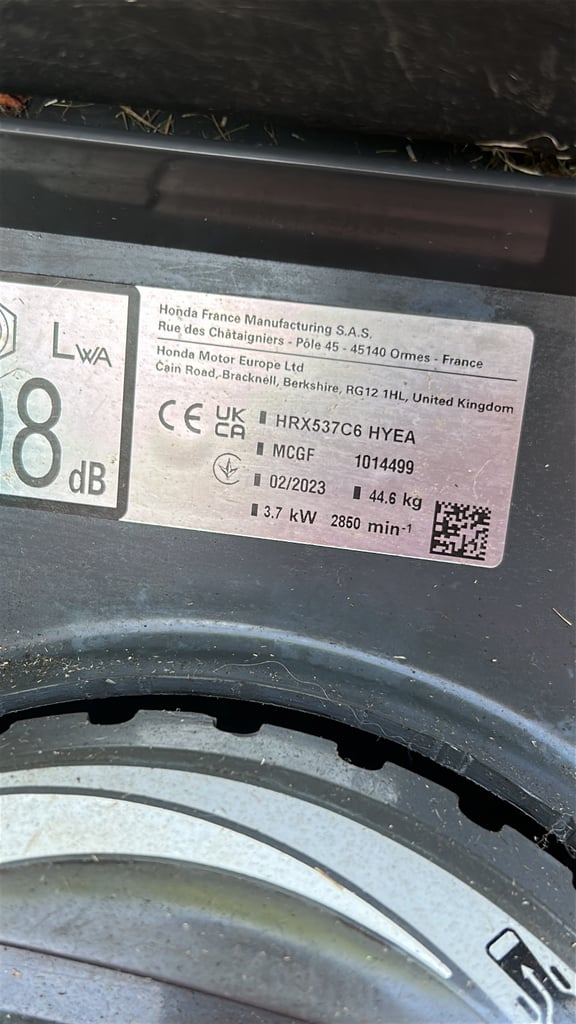 Honda France Manufacturing S.A.S.
Rue des Châtaigniers - Pôle 45 - 45140 Ormes - France
Honda Motor Europe Ltd
Cain Road, Bracknell, Berkshire, RG12 1HL, United Kingdom
LWA
8 dB
CE UK CA HRX537C6 HYEA
MCGF 1014499
02/2023 44.6 kg
3.7 kW 2850 min⁻¹